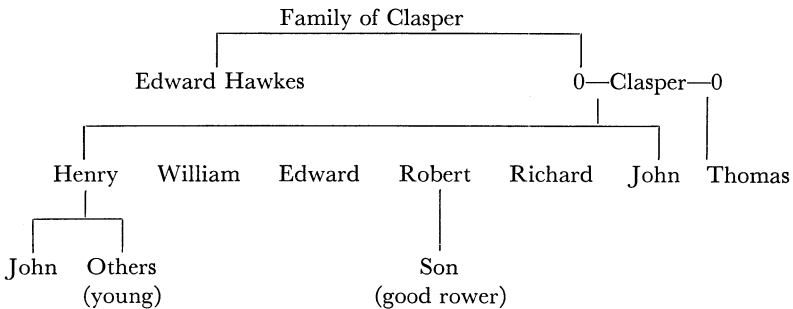 Family of Clasper
Edward Hawkes 0—Clasper—0
Henry William Edward Robert Richard John Thomas
John Others Son
(young) (good rower)